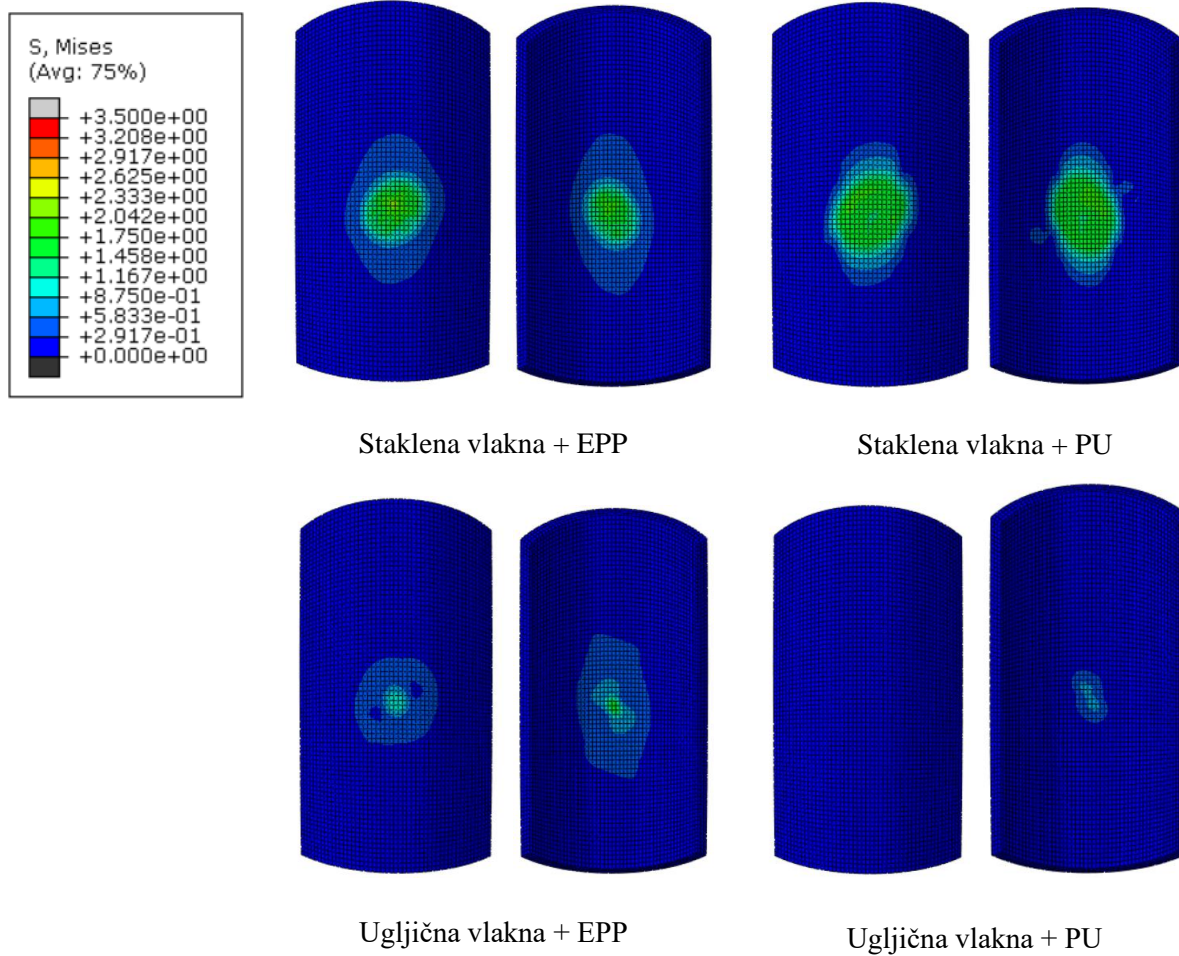 S, Mises
(Avg: 75%)
+3.500e+00
+3.208e+00
+2.917e+00
+2.625e+00
+2.333e+00
+2.042e+00
+1.750e+00
+1.458e+00
+1.167e+00
+8.750e-01
+5.833e-01
+2.917e-01
+0.000e+00
Staklena vlakna + EPP
Staklena vlakna + PU
Ugljična vlakna + EPP
Ugljična vlakna + PU